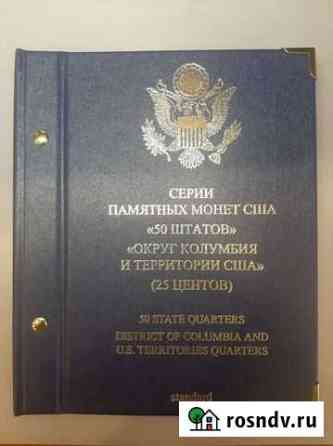 СЕРИИ
ПАМЯТНЫХ МОНЕТ США
«50 ШТАТОВ»
«ОКРУГ КОЛУМБИЯ
И ТЕРРИТОРИИ США»
(25 ЦЕНТОВ)
50 STATE QUARTERS
DISTRICT OF COLUMBIA AND
U.S. TERRITORIES QUARTERS
standard
rosndv.ru